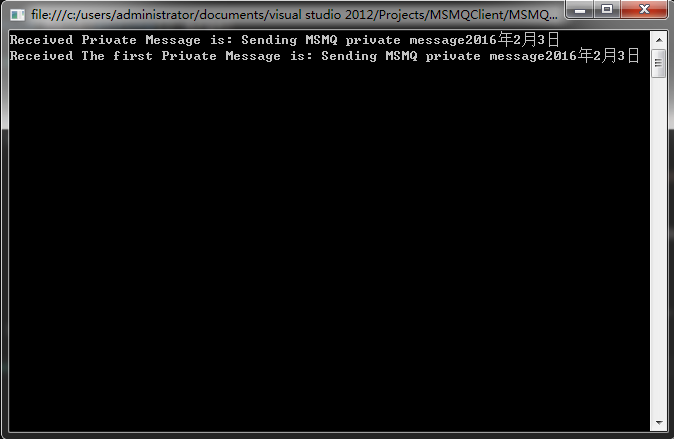 file:///c:/users/administrator/documents/visual studio 2012/Projects/MSMQClient/MSMQ...
Received Private Message is: Sending MSMQ private message2016年2月3日
Received The first Private Message is: Sending MSMQ private message2016年2月3日